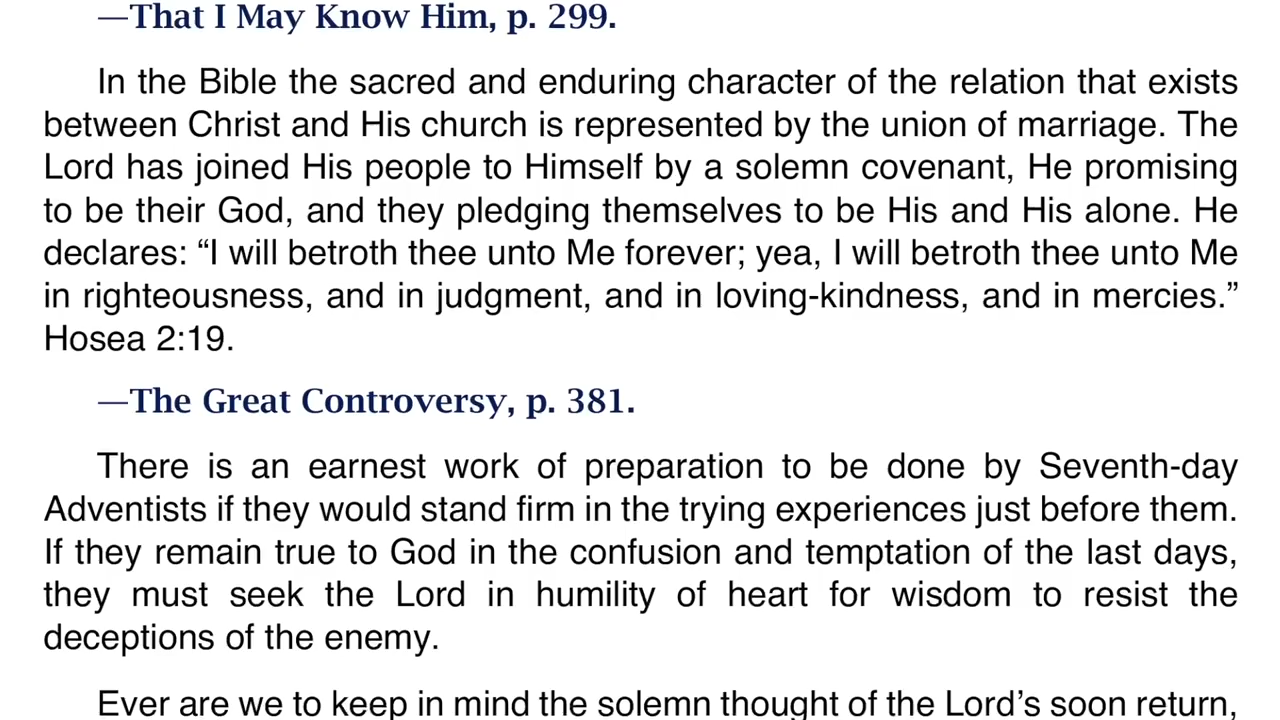 —That I May Know Him, p. 299.
In the Bible the sacred and enduring character of the relation that exists
between Christ and His church is represented by the union of marriage. The
Lord has joined His people to Himself by a solemn covenant, He promising
to be their God, and they pledging themselves to be His and His alone. He
declares: “I will betroth thee unto Me forever; yea, I will betroth thee unto Me
in righteousness, and in judgment, and in loving-kindness, and in mercies.”
Hosea 2:19.
—The Great Controversy, p. 381.
There is an earnest work of preparation to be done by Seventh-day
Adventists if they would stand firm in the trying experiences just before them.
If they remain true to God in the confusion and temptation of the last days,
they must seek the Lord in humility of heart for wisdom to resist the
deceptions of the enemy.
Ever are we to keep in mind the solemn thought of the Lord’s soon return,